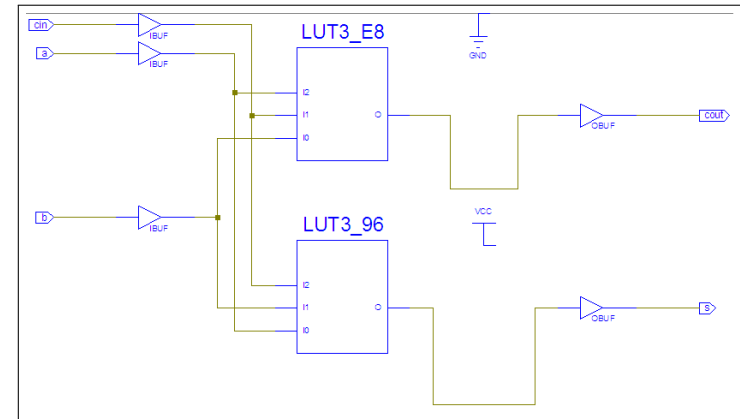 cin
IBUF
a
IBUF
LUT3_E8
GND
I2
I1
O
I0
OBUF
cout
b
IBUF
LUT3_96
VCC
I2
I1
O
I0
OBUF
s